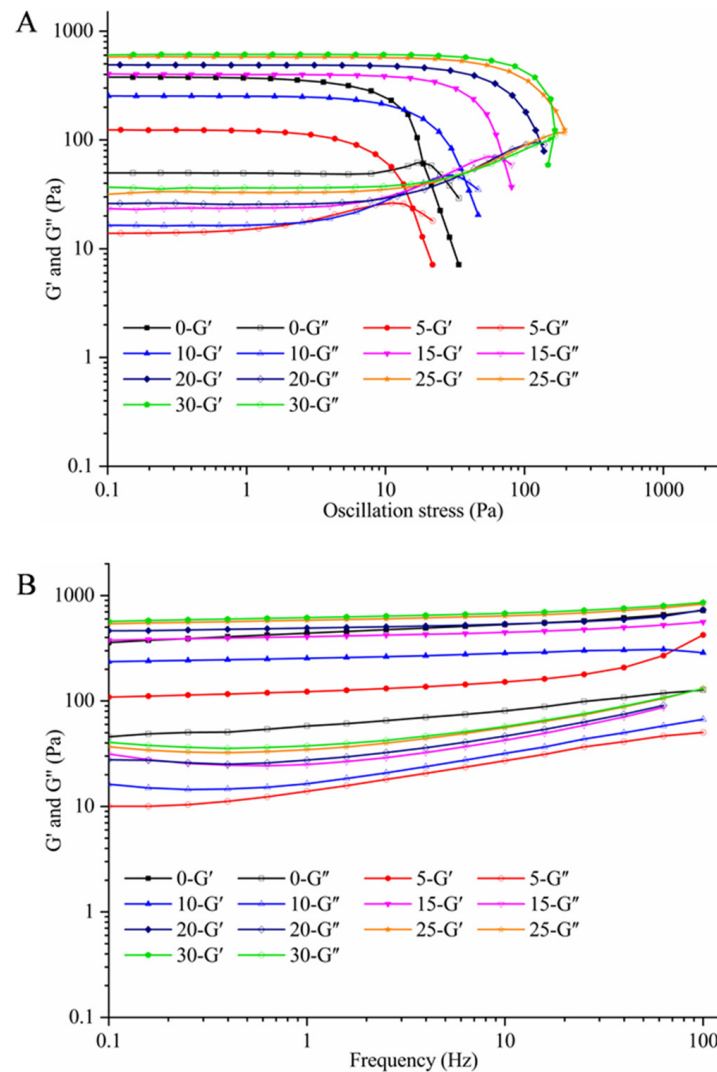 A
1000
100
10
1
0.1
G' and G″ (Pa)
0-G′ 0-G″ 5-G′ 5-G″
10-G′ 10-G″ 15-G′ 15-G″
20-G′ 20-G″ 25-G′ 25-G″
30-G′ 30-G″
0.1 1 10 100 1000
Oscillation stress (Pa)
B
1000
100
10
1
0.1
G' and G″ (Pa)
0-G′ 0-G″ 5-G′ 5-G″
10-G′ 10-G″ 15-G′ 15-G″
20-G′ 20-G″ 25-G′ 25-G″
30-G′ 30-G″
0.1 1 10 100
Frequency (Hz)